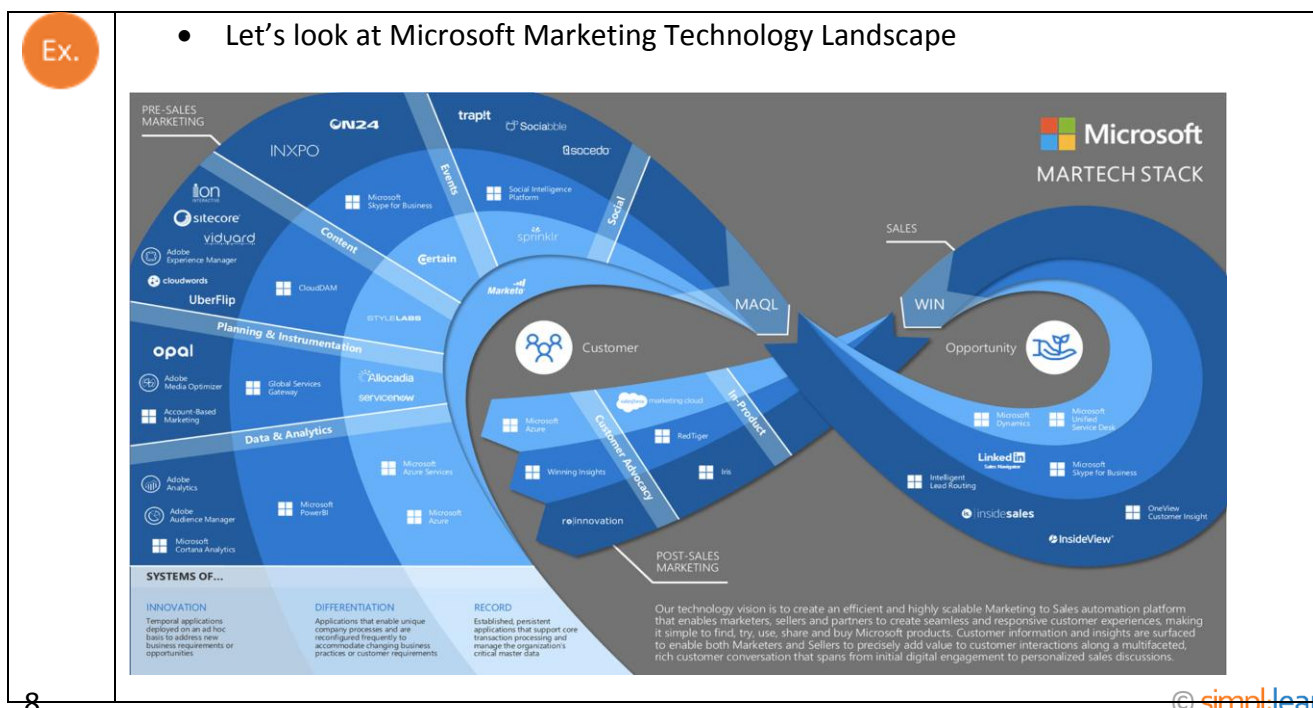 Ex.
• Let’s look at Microsoft Marketing Technology Landscape
PRE-SALES
MARKETING
ON24
INXPO
trap!t
Sociabble
socedo
Events
Social
Content
ion
interactive
sitecore
vidyard
Adobe
Experience Manager
cloudwords
UberFlip
Microsoft
Skype for Business
Social Intelligence
Platform
sprinklr
Certain
Marketo
CloudDAM
STYLELABS
Planning & Instrumentation
opal
Adobe
Media Optimizer
Account-Based
Marketing
Global Services
Gateway
Allocadia
servicenow
Data & Analytics
Adobe
Analytics
Adobe
Audience Manager
Microsoft
Cortana Analytics
Microsoft
PowerBI
Microsoft
Azure Services
Microsoft
Azure
Microsoft
MARTECH STACK
SALES
MAQL
WIN
Customer
Opportunity
Microsoft
Azure
salesforce marketing cloud
Customer Advocacy
In-Product
RedTiger
Winning Insights
Iris
ro|innovation
POST-SALES
MARKETING
Microsoft
Dynamics
Microsoft
Unified
Service Desk
Linked in
Sales Navigator
Microsoft
Skype for Business
Intelligent
Lead Routing
insidesales
OneView
Customer Insight
InsideView
SYSTEMS OF...
INNOVATION
Temporal applications
deployed on an ad hoc
basis to address new
business requirements or
opportunities
DIFFERENTIATION
Applications that enable unique
company processes and are
reconfigured frequently to
accommodate changing business
practices or customer requirements
RECORD
Established, persistent
applications that support core
transaction processing and
manage the organization's
critical master data
Our technology vision is to create an efficient and highly scalable Marketing to Sales automation platform
that enables marketers, sellers and partners to create seamless and responsive customer experiences, making
it simple to find, try, use, share and buy Microsoft products. Customer information and insights are surfaced
to enable both Marketers and Sellers to precisely add value to customer interactions along a multifaceted,
rich customer conversation that spans from initial digital engagement to personalized sales discussions.
8
© simplilear